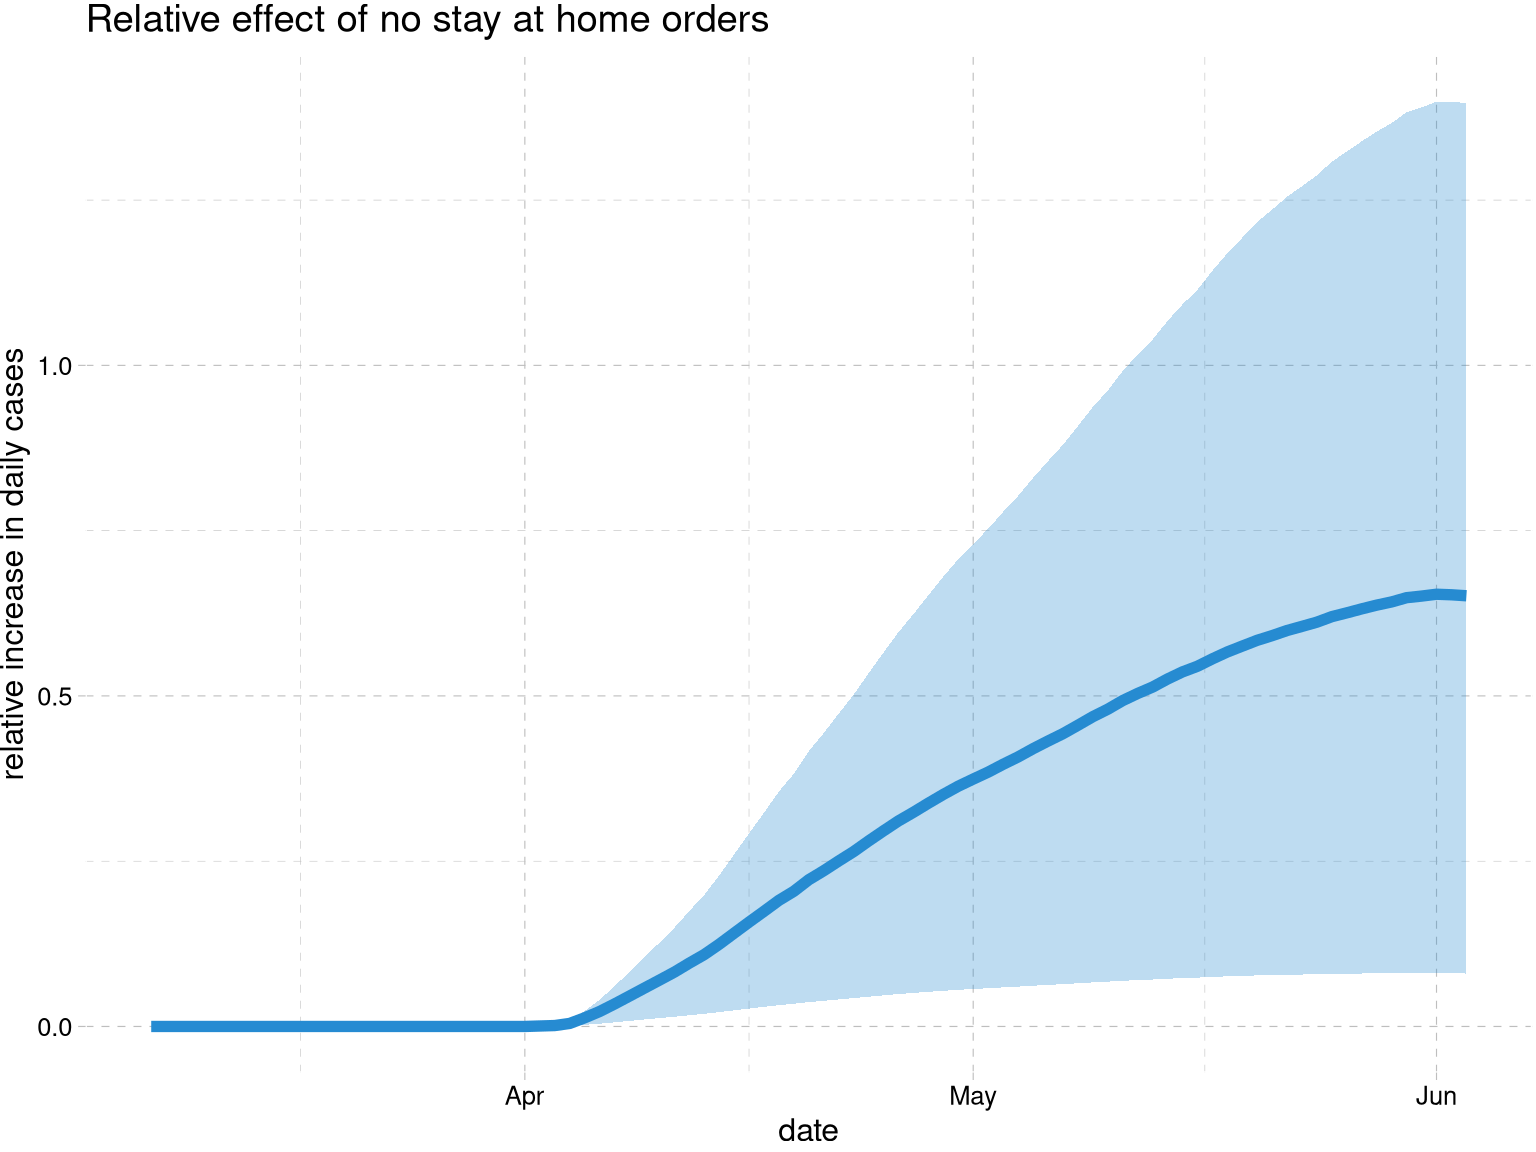 Relative effect of no stay at home orders
relative increase in daily cases
1.0
0.5
0.0
Apr
May
Jun
date